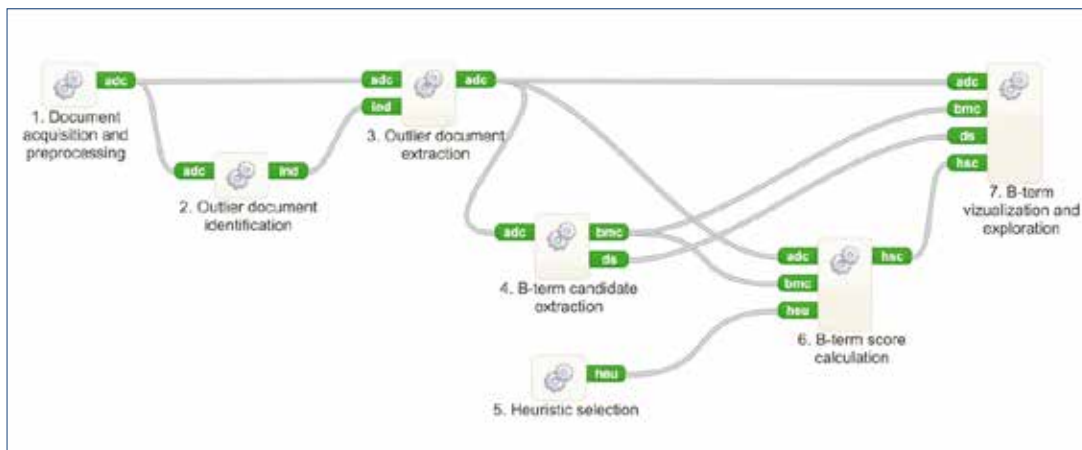 adc
1. Document
acquisition and
preprocessing
adc
ind
2. Outlier document
identification
adc
ind
adc
3. Outlier document
extraction
adc
bmc
ds
4. B-term candidate
extraction
heu
5. Heuristic selection
adc
bmc
heu
hsc
6. B-term score
calculation
adc
bmc
ds
hsc
7. B-term
vizualization and
exploration